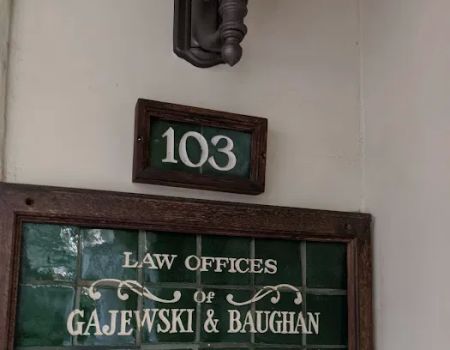 103
LAW OFFICES
of
GAJEWSKI & BAUGHAN